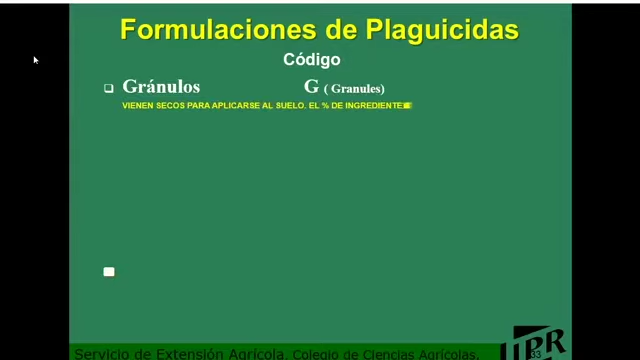 Formulaciones de Plaguicidas
Código
Gránulos G ( Granules)
VIENEN SECOS PARA APLICARSE AL SUELO. EL % DE INGREDIENTE
Servicio de Extensión Agrícola, Colegio de Ciencias Agrícolas,
UPR
33